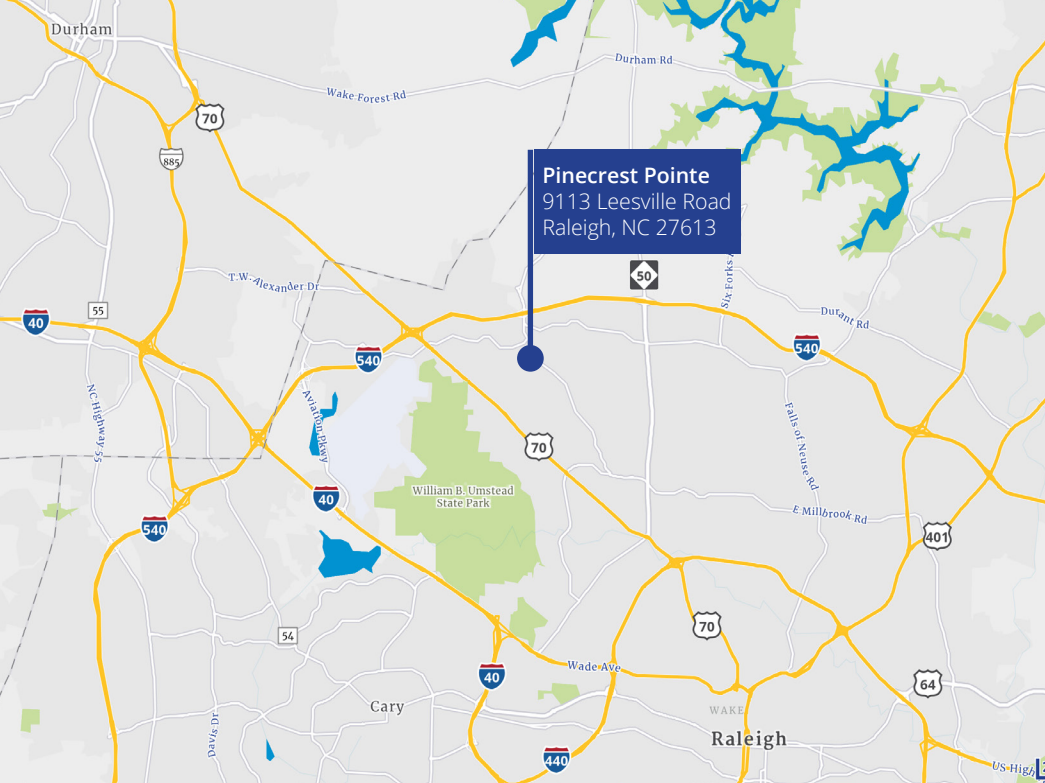 Durham
Durham Rd
Wake Forest Rd
70
885
Pinecrest Pointe
9113 Leesville Road
Raleigh, NC 27613
50
T.W. Alexander Dr
Six Forks
55
40
Durant Rd
540
540
NC Highway 55
Aviation Pkwy
Falls of Neuse Rd
70
William B. Umstead
State Park
40
E Millbrook Rd
540
401
54
70
Wade Ave
40
64
Cary
WAKE
Raleigh
Davis Dr
440
US High